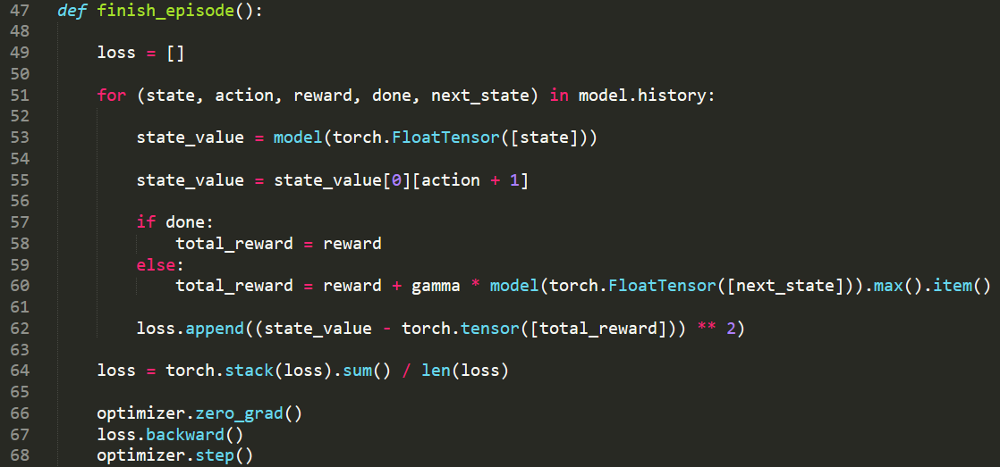 47 def finish_episode():
48
49     loss = []
50
51     for (state, action, reward, done, next_state) in model.history:
52
53         state_value = model(torch.FloatTensor([state]))
54
55         state_value = state_value[0][action + 1]
56
57         if done:
58             total_reward = reward
59         else:
60             total_reward = reward + gamma * model(torch.FloatTensor([next_state])).max().item()
61
62         loss.append((state_value - torch.tensor([total_reward])) ** 2)
63
64     loss = torch.stack(loss).sum() / len(loss)
65
66     optimizer.zero_grad()
67     loss.backward()
68     optimizer.step()